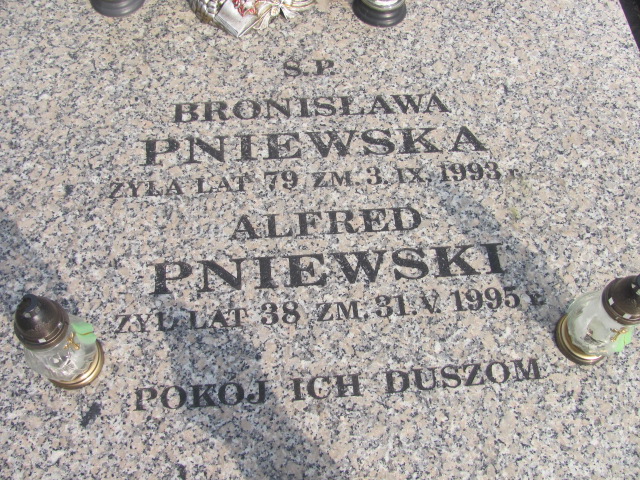 Ś.P.
BRONISŁAWA
PNIEWSKA
ŻYŁA LAT 79 ZM. 3.IX.1993 r.
ALFRED
PNIEWSKI
ŻYŁ LAT 38 ZM. 31.V.1995 r.
POKÓJ ICH DUSZOM